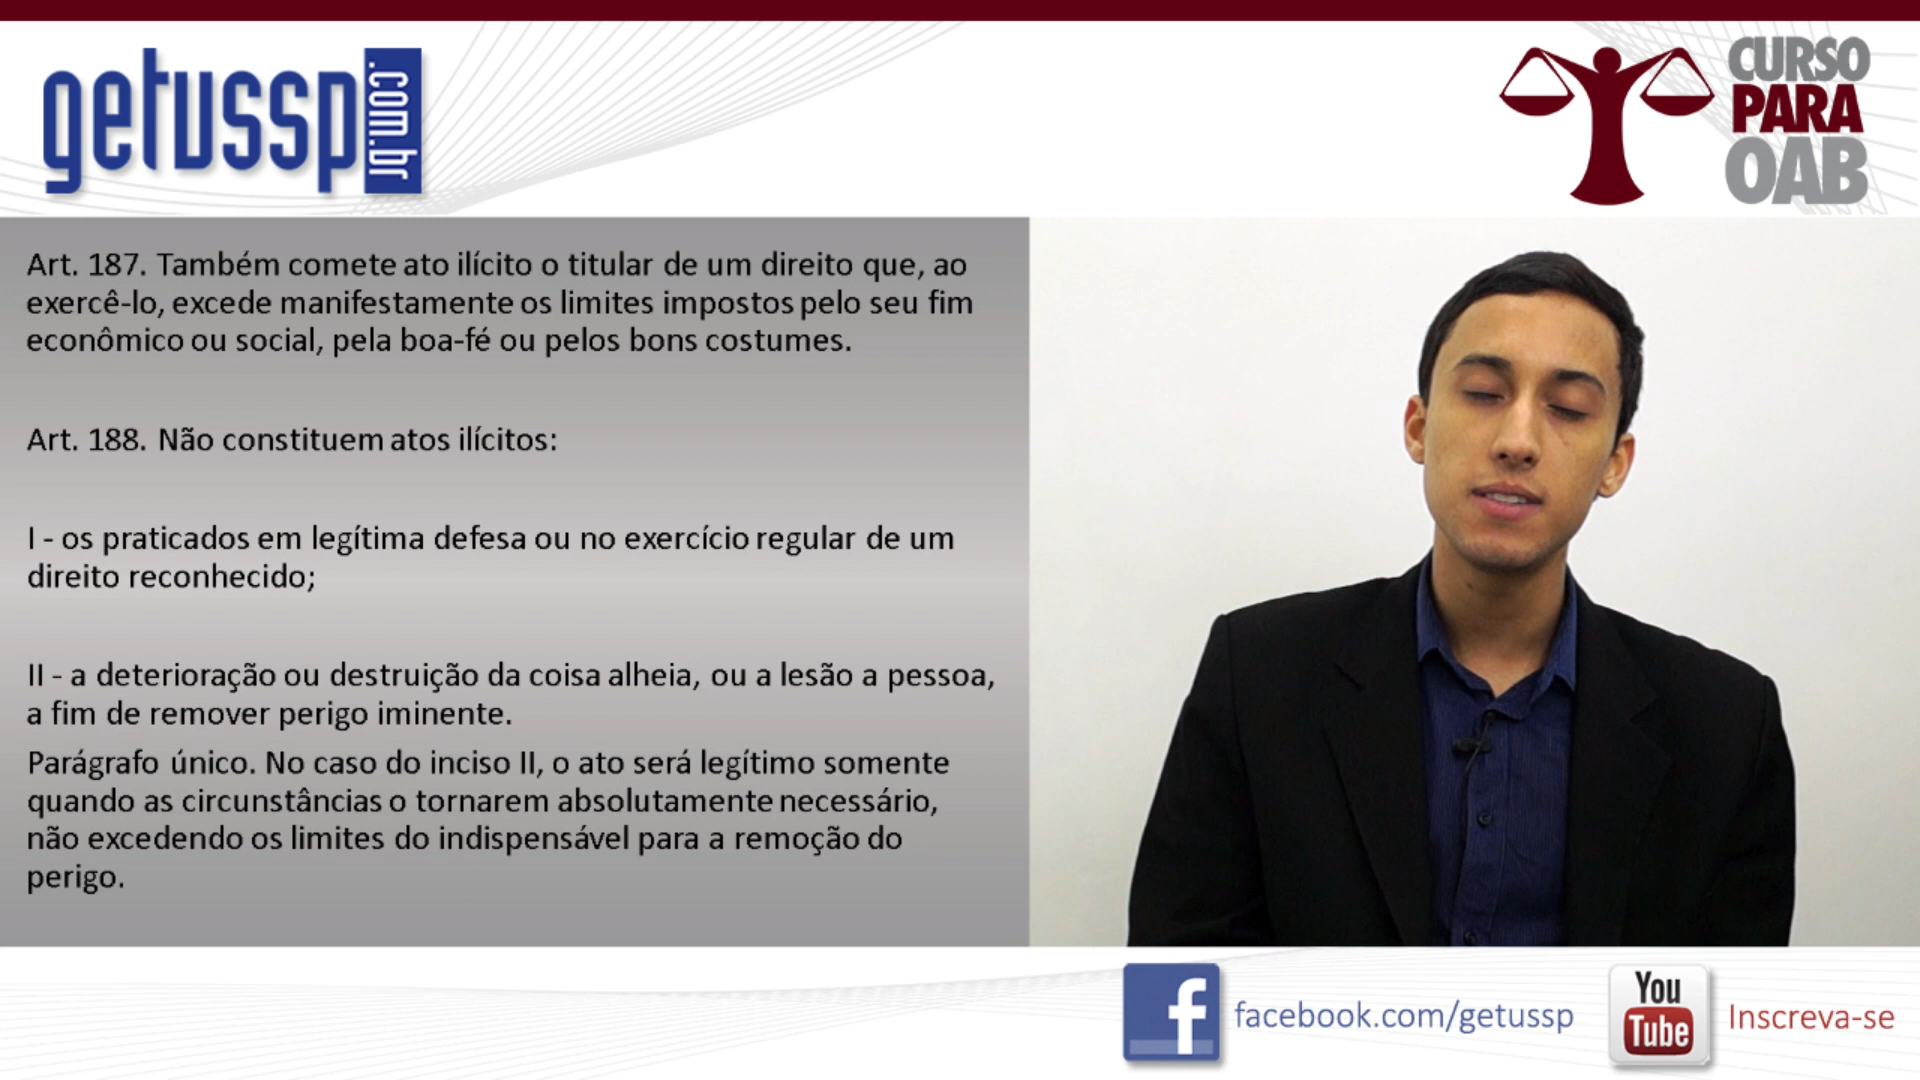 getussp.com.br
CURSO
PARA
OAB
Art. 187. Também comete ato ilícito o titular de um direito que, ao
exercê-lo, excede manifestamente os limites impostos pelo seu fim
econômico ou social, pela boa-fé ou pelos bons costumes.
Art. 188. Não constituem atos ilícitos:
I - os praticados em legítima defesa ou no exercício regular de um
direito reconhecido;
II - a deterioração ou destruição da coisa alheia, ou a lesão a pessoa,
a fim de remover perigo iminente.
Parágrafo único. No caso do inciso II, o ato será legítimo somente
quando as circunstâncias o tornarem absolutamente necessário,
não excedendo os limites do indispensável para a remoção do
perigo.
f facebook.com/getussp
You
Tube
Inscreva-se